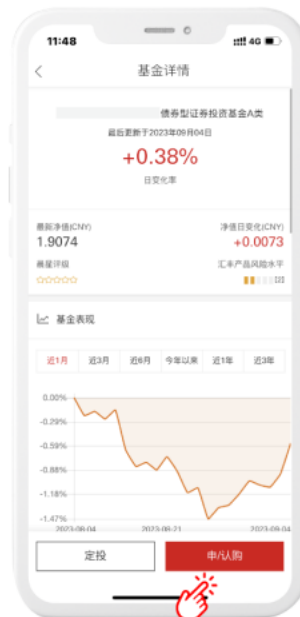 11:48
4G
基金详情
债券型证券投资基金A类
最后更新于2023年09月04日
+0.38%
日变化率
最新净值(CNY) 净值日变化(CNY)
1.9074 +0.0073
晨星评级 汇丰产品风险水平
[2]
基金表现
近1月 近3月 近6月 今年以来 近1年 近3年
0.00%
-0.29%
-0.59%
-0.88%
-1.18%
-1.47%
2023-08-04 2023-08-21 2023-09-04
定投 申/认购